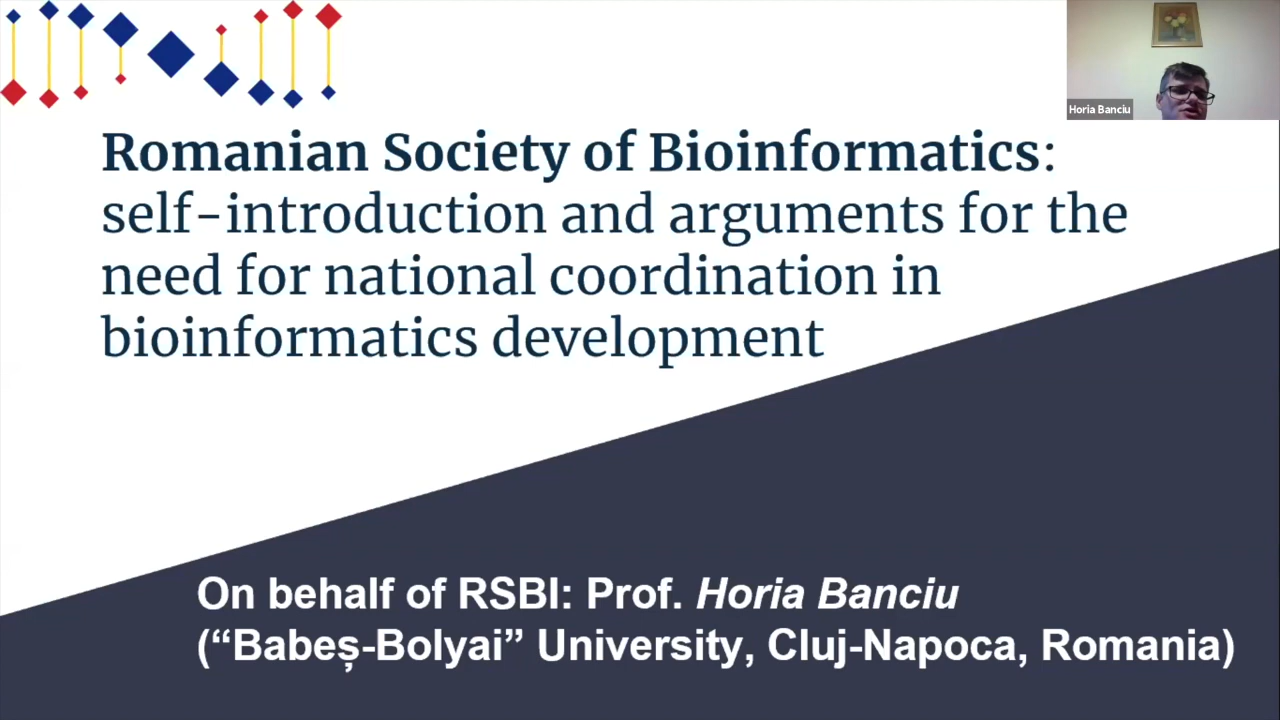 Horia Banciu
Romanian Society of Bioinformatics:
self-introduction and arguments for the
need for national coordination in
bioinformatics development
On behalf of RSBI: Prof. Horia Banciu
(“Babeș-Bolyai” University, Cluj-Napoca, Romania)